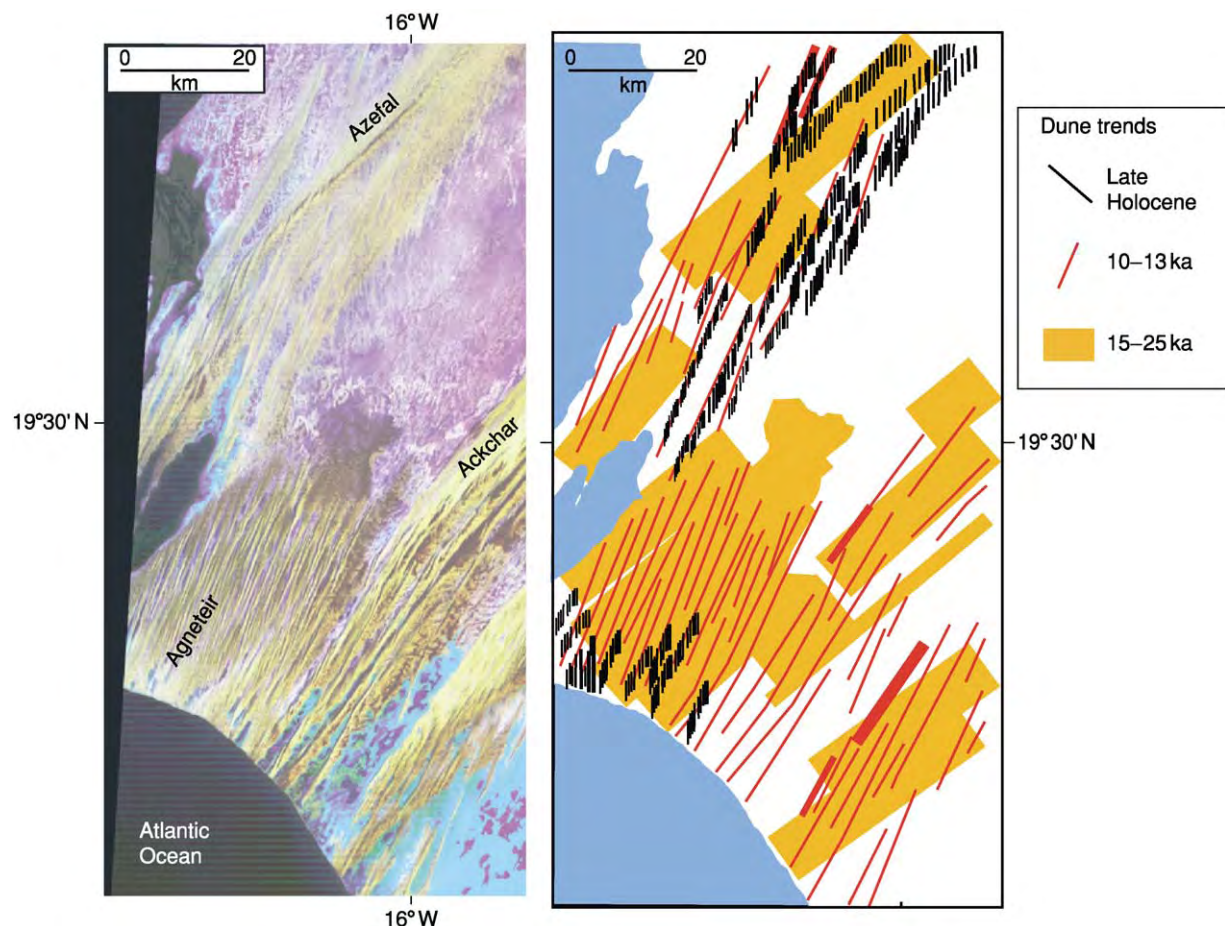 16°W
0 20
km
Azefal
19°30' N
Ackchar
Agneteir
Atlantic
Ocean
16°W
0 20
km
19°30' N
Dune trends
Late
Holocene
10–13 ka
15–25 ka